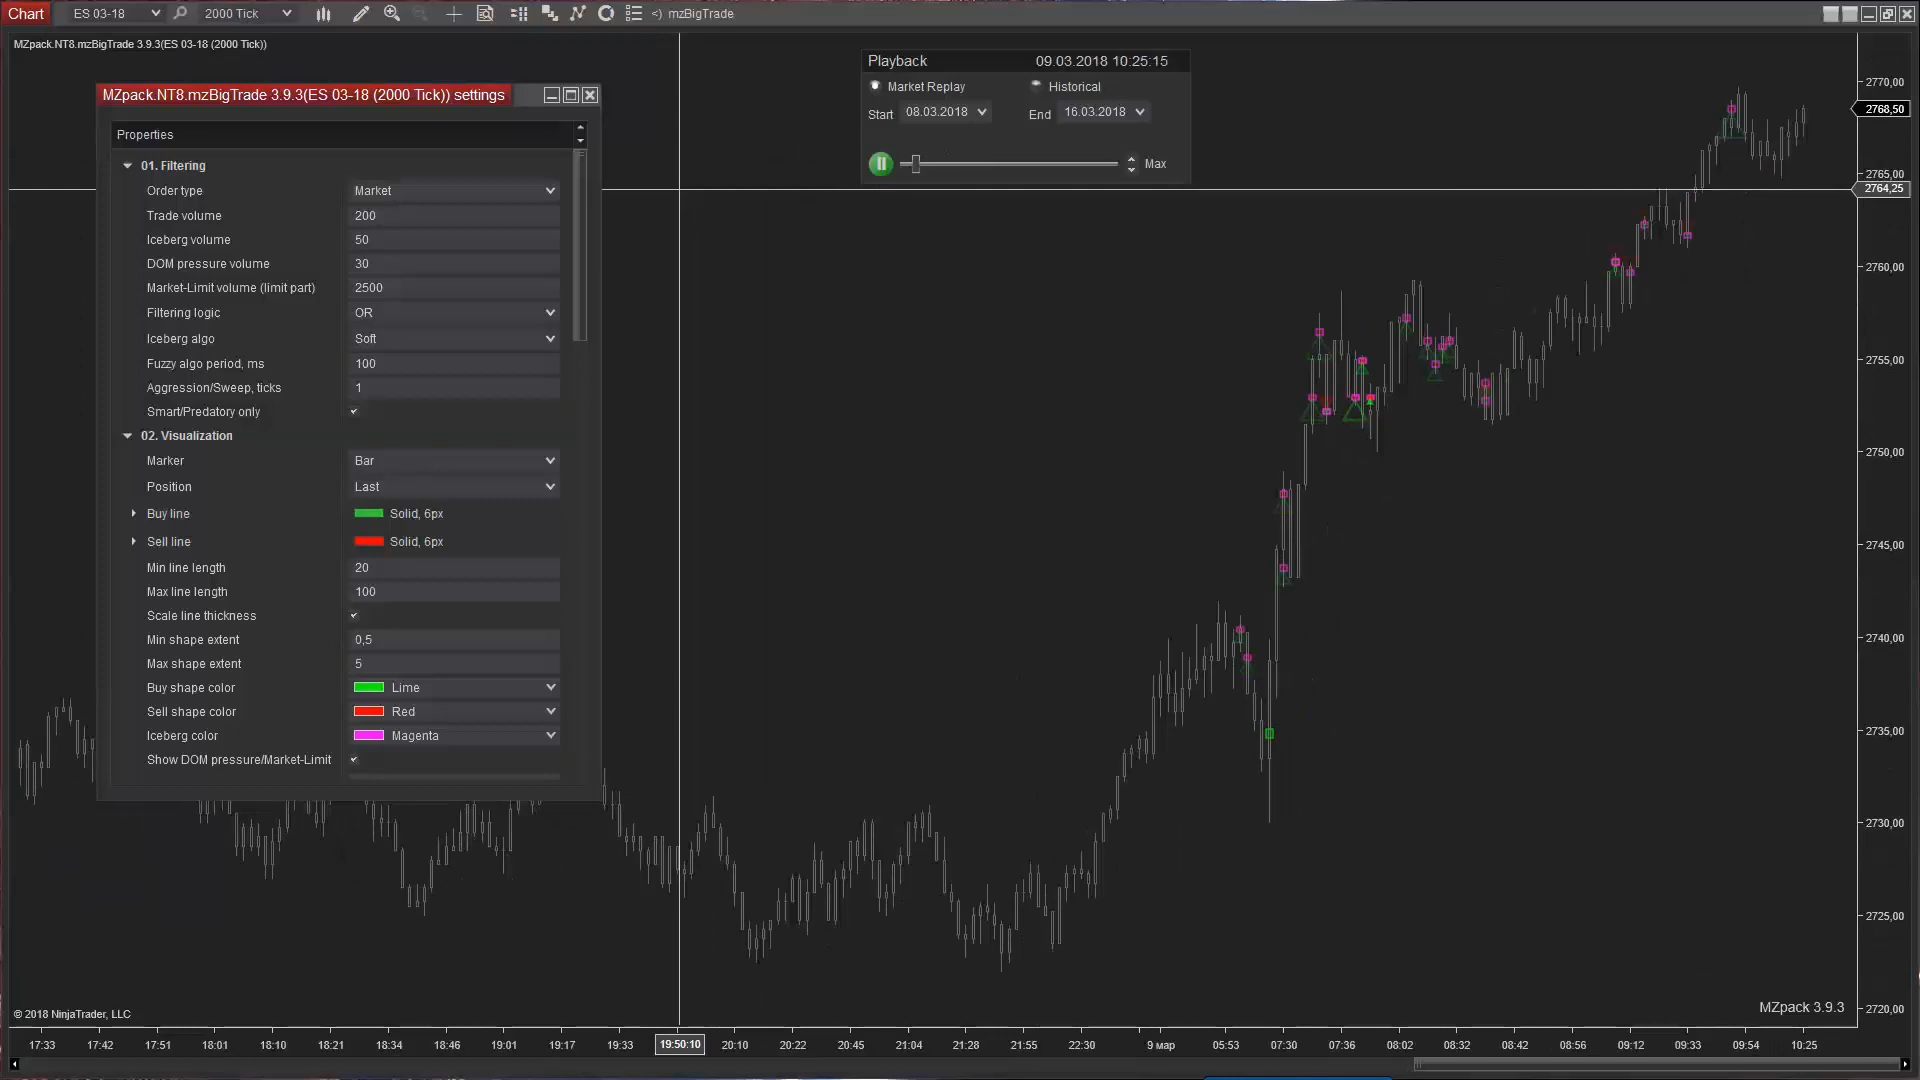 Chart ES 03-18 2000 Tick <) mzBigTrade
MZpack.NT8.mzBigTrade 3.9.3(ES 03-18 (2000 Tick))
MZpack.NT8.mzBigTrade 3.9.3(ES 03-18 (2000 Tick)) settings
Properties
01. Filtering
Order type Market
Trade volume 200
Iceberg volume 50
DOM pressure volume 30
Market-Limit volume (limit part) 2500
Filtering logic OR
Iceberg algo Soft
Fuzzy algo period, ms 100
Aggression/Sweep, ticks 1
Smart/Predatory only
02. Visualization
Marker Bar
Position Last
Buy line Solid, 6px
Sell line Solid, 6px
Min line length 20
Max line length 100
Scale line thickness
Min shape extent 0,5
Max shape extent 5
Buy shape color Lime
Sell shape color Red
Iceberg color Magenta
Show DOM pressure/Market-Limit
Playback 09.03.2018 10:25:15
Market Replay Historical
Start 08.03.2018 End 16.03.2018
Max
2770,00
2768,50
2765,00
2764,25
2760,00
2755,00
2750,00
2745,00
2740,00
2735,00
2730,00
2725,00
2720,00
MZpack 3.9.3
© 2018 NinjaTrader, LLC
17:33 17:42 17:51 18:01 18:10 18:21 18:34 18:46 19:01 19:17 19:33 19:50:10 20:10 20:22 20:45 21:04 21:28 21:55 22:30 9 мар 05:53 07:30 07:36 08:02 08:32 08:42 08:56 09:12 09:33 09:54 10:25